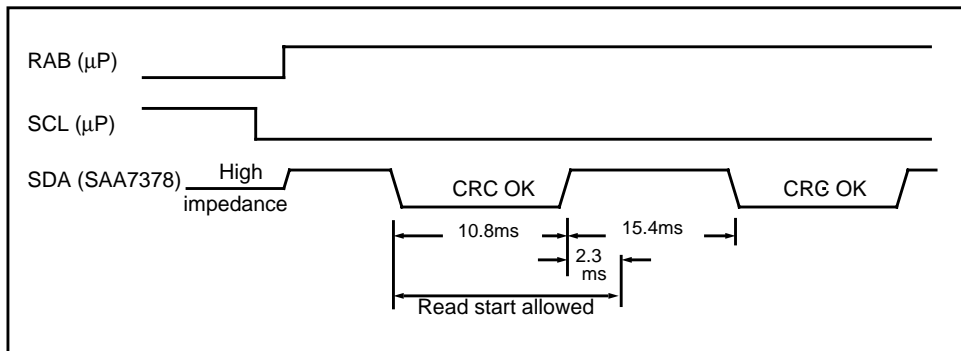 RAB (μP)
SCL (μP)
SDA (SAA7378)
High
impedance
CRC OK
CRC OK
10.8ms
15.4ms
2.3
ms
Read start allowed